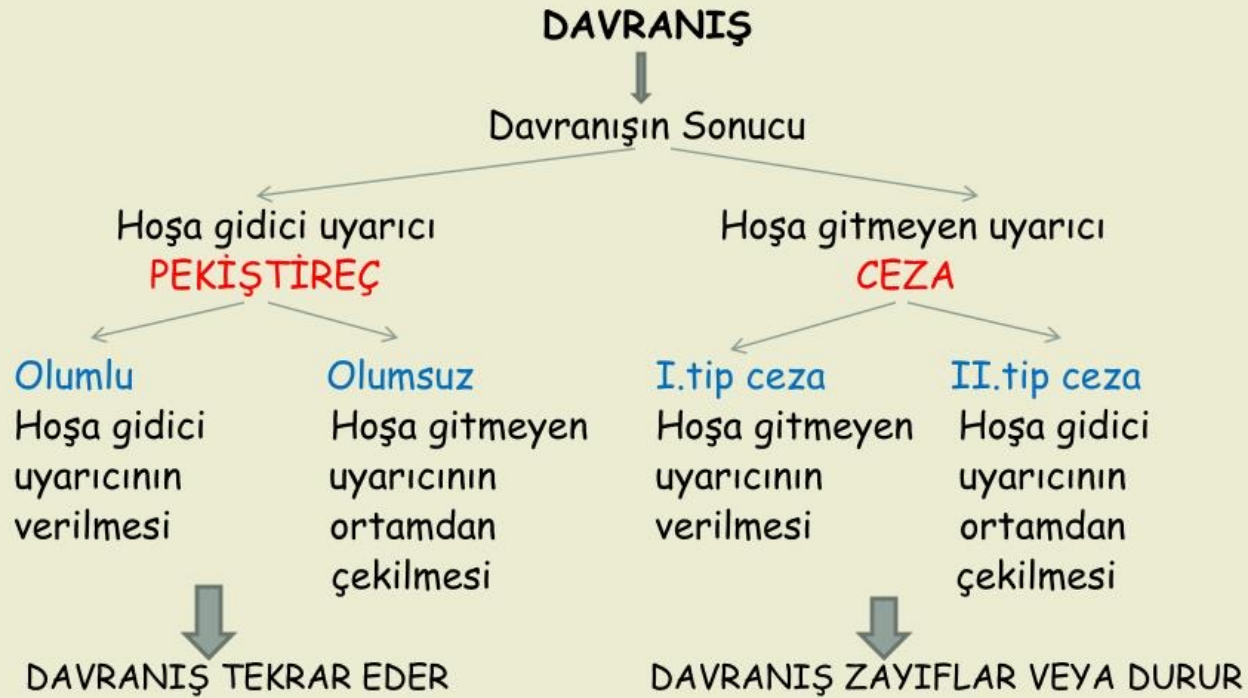 DAVRANIŞ
Davranışın Sonucu
Hoşa gidici uyarıcı
PEKİŞTİREÇ
Hoşa gitmeyen uyarıcı
CEZA
Olumlu
Hoşa gidici
uyarıcının
verilmesi
Olumsuz
Hoşa gitmeyen
uyarıcının
ortamdan
çekilmesi
I.tip ceza
Hoşa gitmeyen
uyarıcının
verilmesi
II.tip ceza
Hoşa gidici
uyarıcının
ortamdan
çekilmesi
DAVRANIŞ TEKRAR EDER
DAVRANIŞ ZAYIFLAR VEYA DURUR